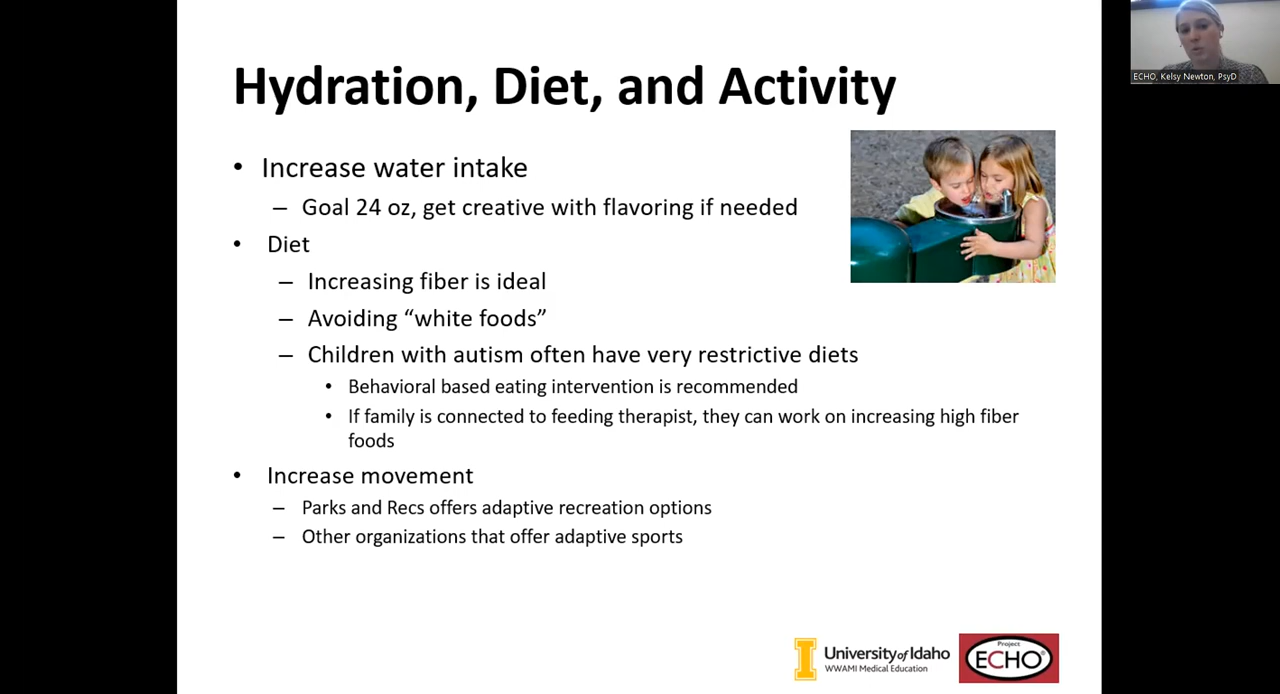 ECHO, Kelsy Newton, PsyD
Hydration, Diet, and Activity
• Increase water intake
– Goal 24 oz, get creative with flavoring if needed
• Diet
– Increasing fiber is ideal
– Avoiding “white foods”
– Children with autism often have very restrictive diets
• Behavioral based eating intervention is recommended
• If family is connected to feeding therapist, they can work on increasing high fiber
foods
• Increase movement
– Parks and Recs offers adaptive recreation options
– Other organizations that offer adaptive sports
I
University of Idaho
WWAMI Medical Education
Project
ECHO®